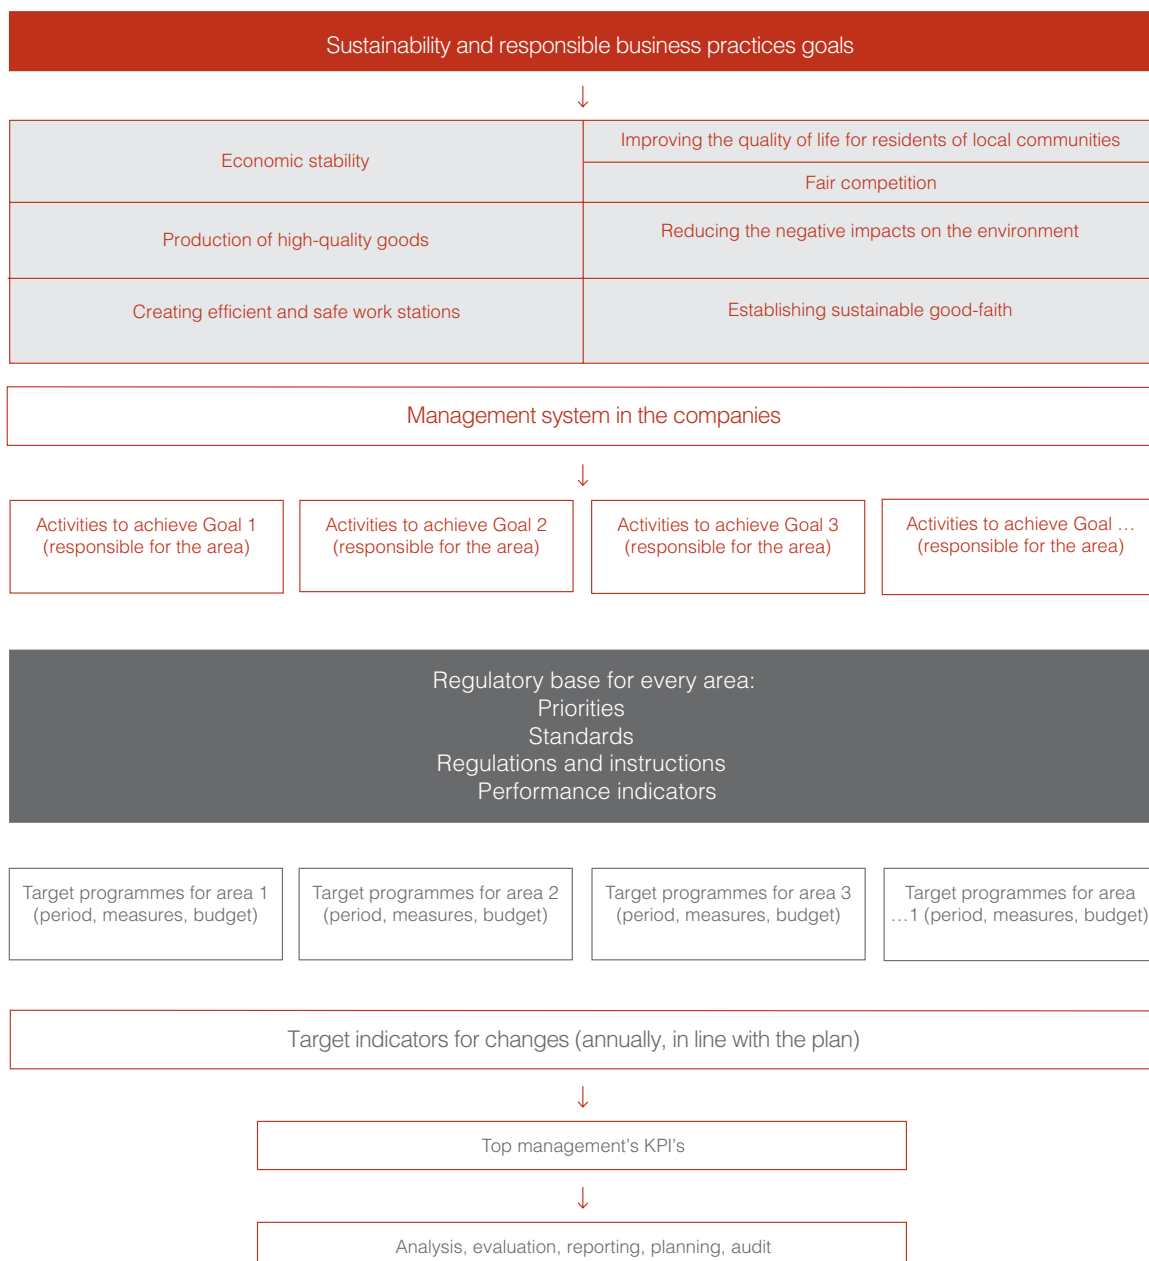 Sustainability and responsible business practices goals
Economic stability
Improving the quality of life for residents of local communities
Fair competition
Production of high-quality goods
Reducing the negative impacts on the environment
Creating efficient and safe work stations
Establishing sustainable good-faith
Management system in the companies
Activities to achieve Goal 1
(responsible for the area)
Activities to achieve Goal 2
(responsible for the area)
Activities to achieve Goal 3
(responsible for the area)
Activities to achieve Goal …
(responsible for the area)
Regulatory base for every area:
Priorities
Standards
Regulations and instructions
Performance indicators
Target programmes for area 1
(period, measures, budget)
Target programmes for area 2
(period, measures, budget)
Target programmes for area 3
(period, measures, budget)
Target programmes for area
…1 (period, measures, budget)
Target indicators for changes (annually, in line with the plan)
Top management’s KPI’s
Analysis, evaluation, reporting, planning, audit